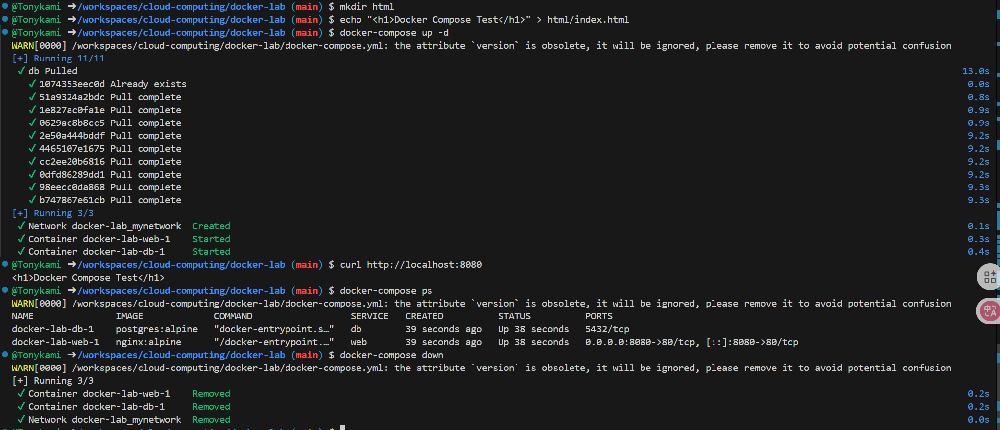 @Tonykami ➜/workspaces/cloud-computing/docker-lab (main) $ mkdir html
@Tonykami ➜/workspaces/cloud-computing/docker-lab (main) $ echo "<h1>Docker Compose Test</h1>" > html/index.html
@Tonykami ➜/workspaces/cloud-computing/docker-lab (main) $ docker-compose up -d
WARN[0000] /workspaces/cloud-computing/docker-lab/docker-compose.yml: the attribute `version` is obsolete, it will be ignored, please remove it to avoid potential confusion
[+] Running 11/11
✓ db Pulled 13.0s
✓ 1074353eec0d Already exists 0.0s
✓ 51a9324a2bdc Pull complete 0.8s
✓ 1e827ac0fa1e Pull complete 0.9s
✓ 0629ac8b8cc5 Pull complete 0.9s
✓ 2e50a444bddf Pull complete 9.2s
✓ 4465107e1675 Pull complete 9.2s
✓ cc2ee20b6816 Pull complete 9.2s
✓ 0dfd86289dd1 Pull complete 9.2s
✓ 98eecc0da868 Pull complete 9.3s
✓ b747867e61cb Pull complete 9.3s
[+] Running 3/3
✓ Network docker-lab_mynetwork Created 0.1s
✓ Container docker-lab-web-1 Started 0.3s
✓ Container docker-lab-db-1 Started 0.4s
@Tonykami ➜/workspaces/cloud-computing/docker-lab (main) $ curl http://localhost:8080
<h1>Docker Compose Test</h1>
@Tonykami ➜/workspaces/cloud-computing/docker-lab (main) $ docker-compose ps
WARN[0000] /workspaces/cloud-computing/docker-lab/docker-compose.yml: the attribute `version` is obsolete, it will be ignored, please remove it to avoid potential confusion
NAME IMAGE COMMAND SERVICE CREATED STATUS PORTS
docker-lab-db-1 postgres:alpine "docker-entrypoint.s…" db 39 seconds ago Up 38 seconds 5432/tcp
docker-lab-web-1 nginx:alpine "/docker-entrypoint.…" web 39 seconds ago Up 38 seconds 0.0.0.0:8080->80/tcp, [::]:8080->80/tcp
@Tonykami ➜/workspaces/cloud-computing/docker-lab (main) $ docker-compose down
WARN[0000] /workspaces/cloud-computing/docker-lab/docker-compose.yml: the attribute `version` is obsolete, it will be ignored, please remove it to avoid potential confusion
[+] Running 3/3
✓ Container docker-lab-web-1 Removed 0.2s
✓ Container docker-lab-db-1 Removed 0.2s
✓ Network docker-lab_mynetwork Removed 0.0s